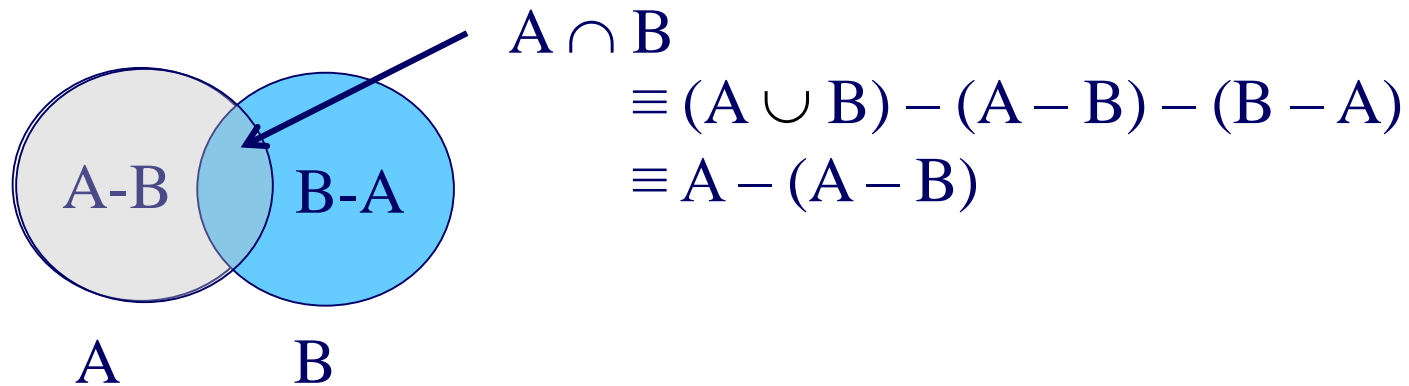 A ∩ B
≡ (A ∪ B) – (A – B) – (B – A)
≡ A – (A – B)
A-B
B-A
A
B